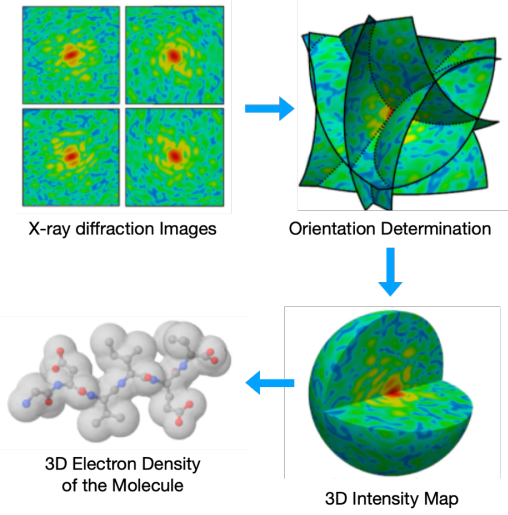 X-ray diffraction Images
Orientation Determination
3D Electron Density
of the Molecule
3D Intensity Map